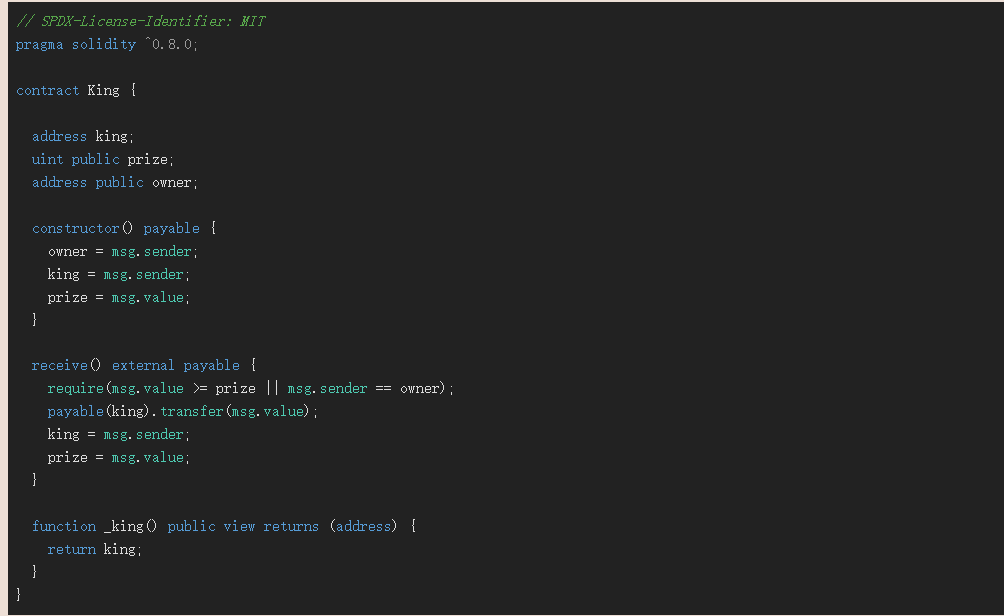 // SPDX-License-Identifier: MIT
pragma solidity ^0.8.0;

contract King {

  address king;
  uint public prize;
  address public owner;

  constructor() payable {
    owner = msg.sender;
    king = msg.sender;
    prize = msg.value;
  }

  receive() external payable {
    require(msg.value >= prize || msg.sender == owner);
    payable(king).transfer(msg.value);
    king = msg.sender;
    prize = msg.value;
  }

  function _king() public view returns (address) {
    return king;
  }
}